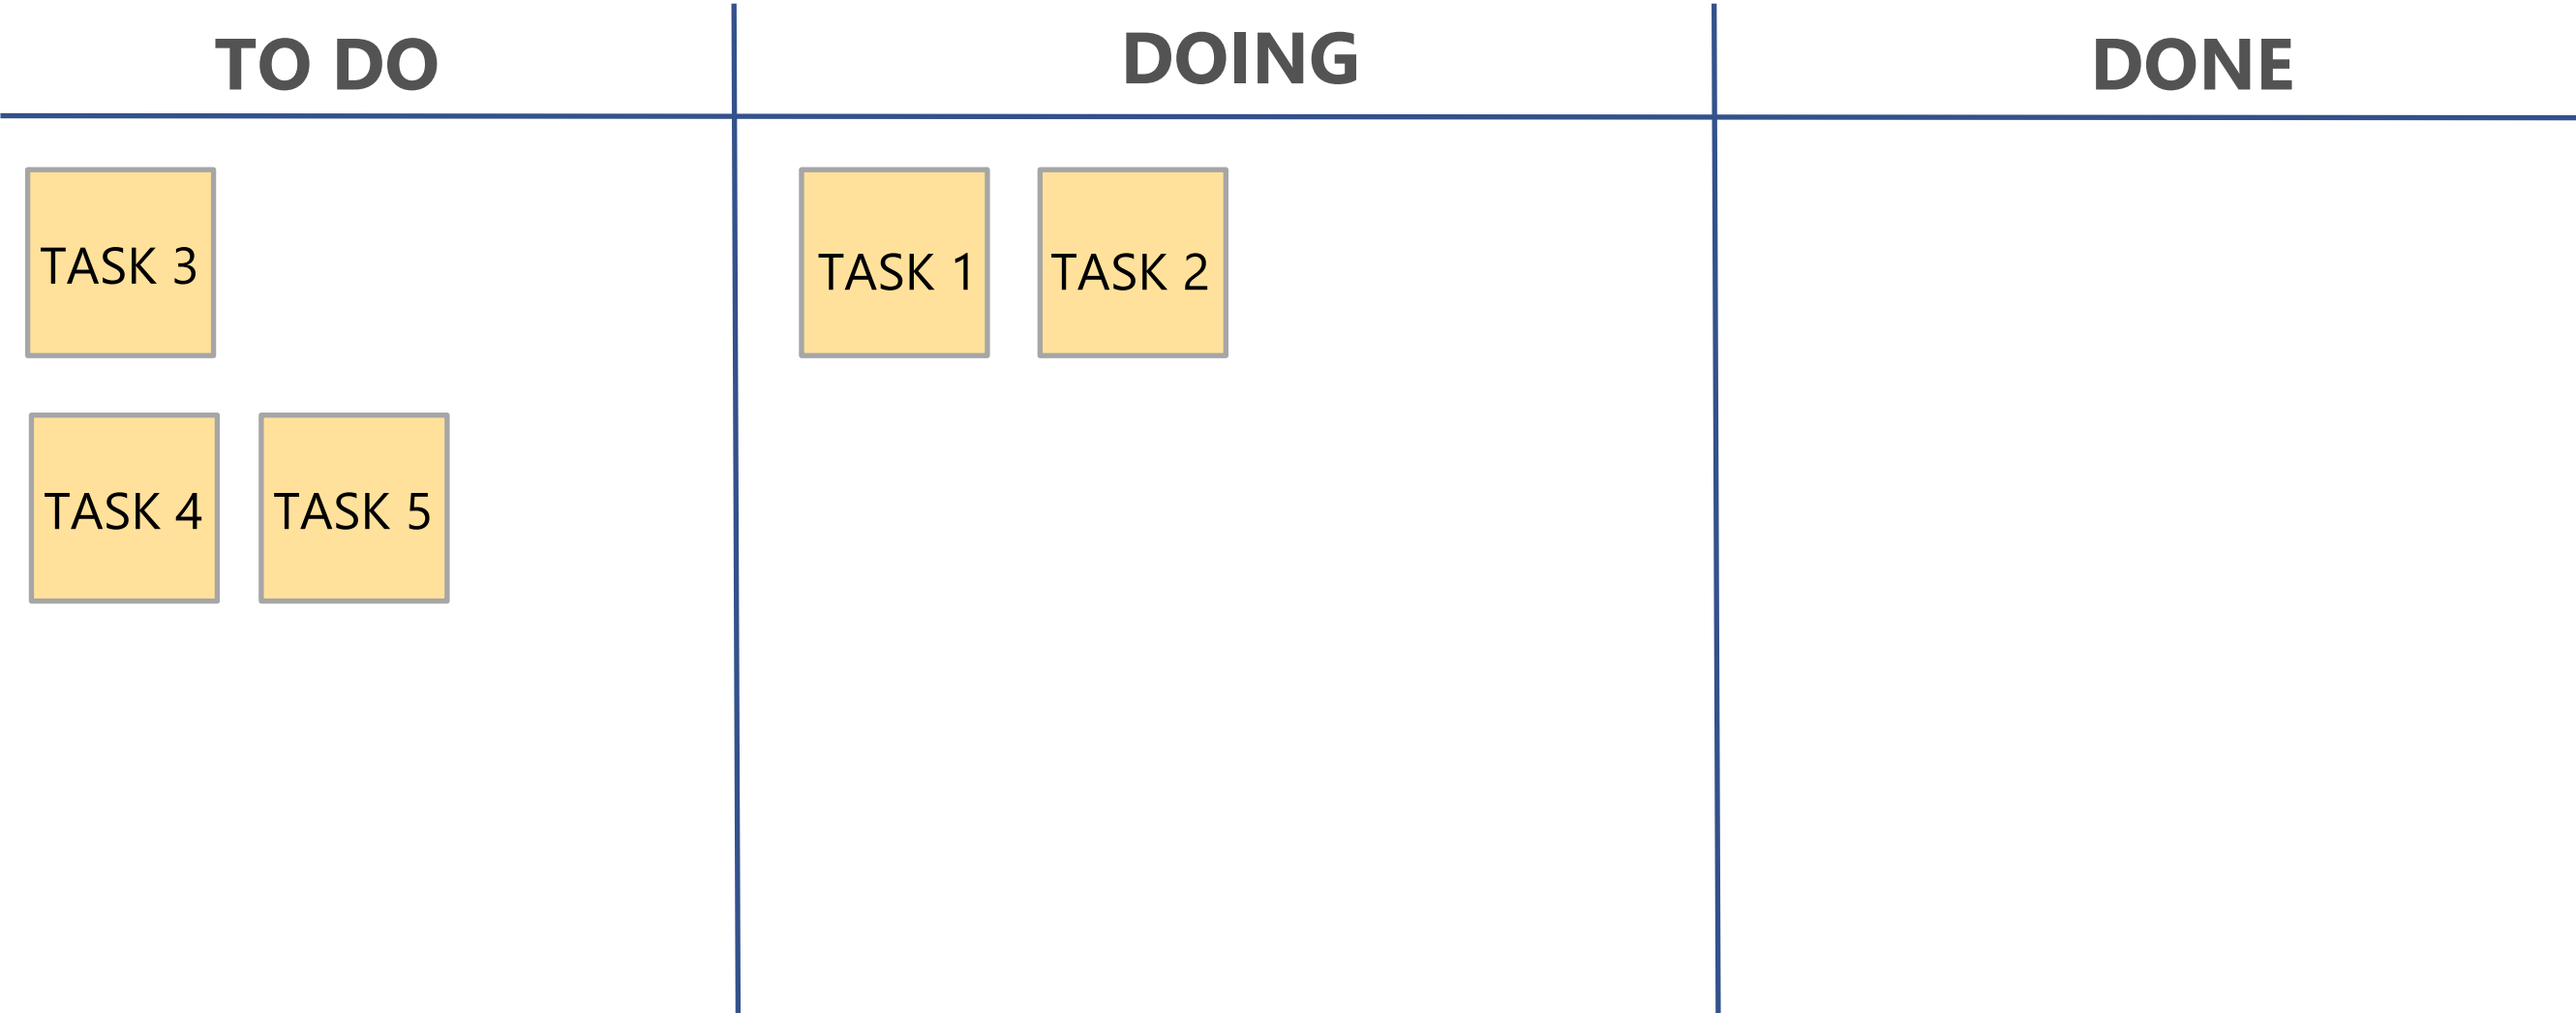 TO DO
DOING
DONE
TASK 3
TASK 4
TASK 5
TASK 1
TASK 2